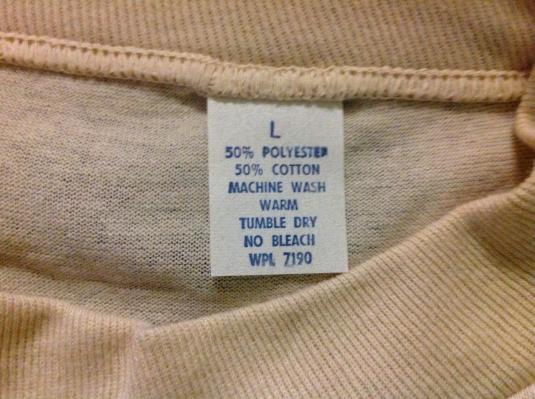 L
50% POLYESTER
50% COTTON
MACHINE WASH
WARM
TUMBLE DRY
NO BLEACH
WPL 7190